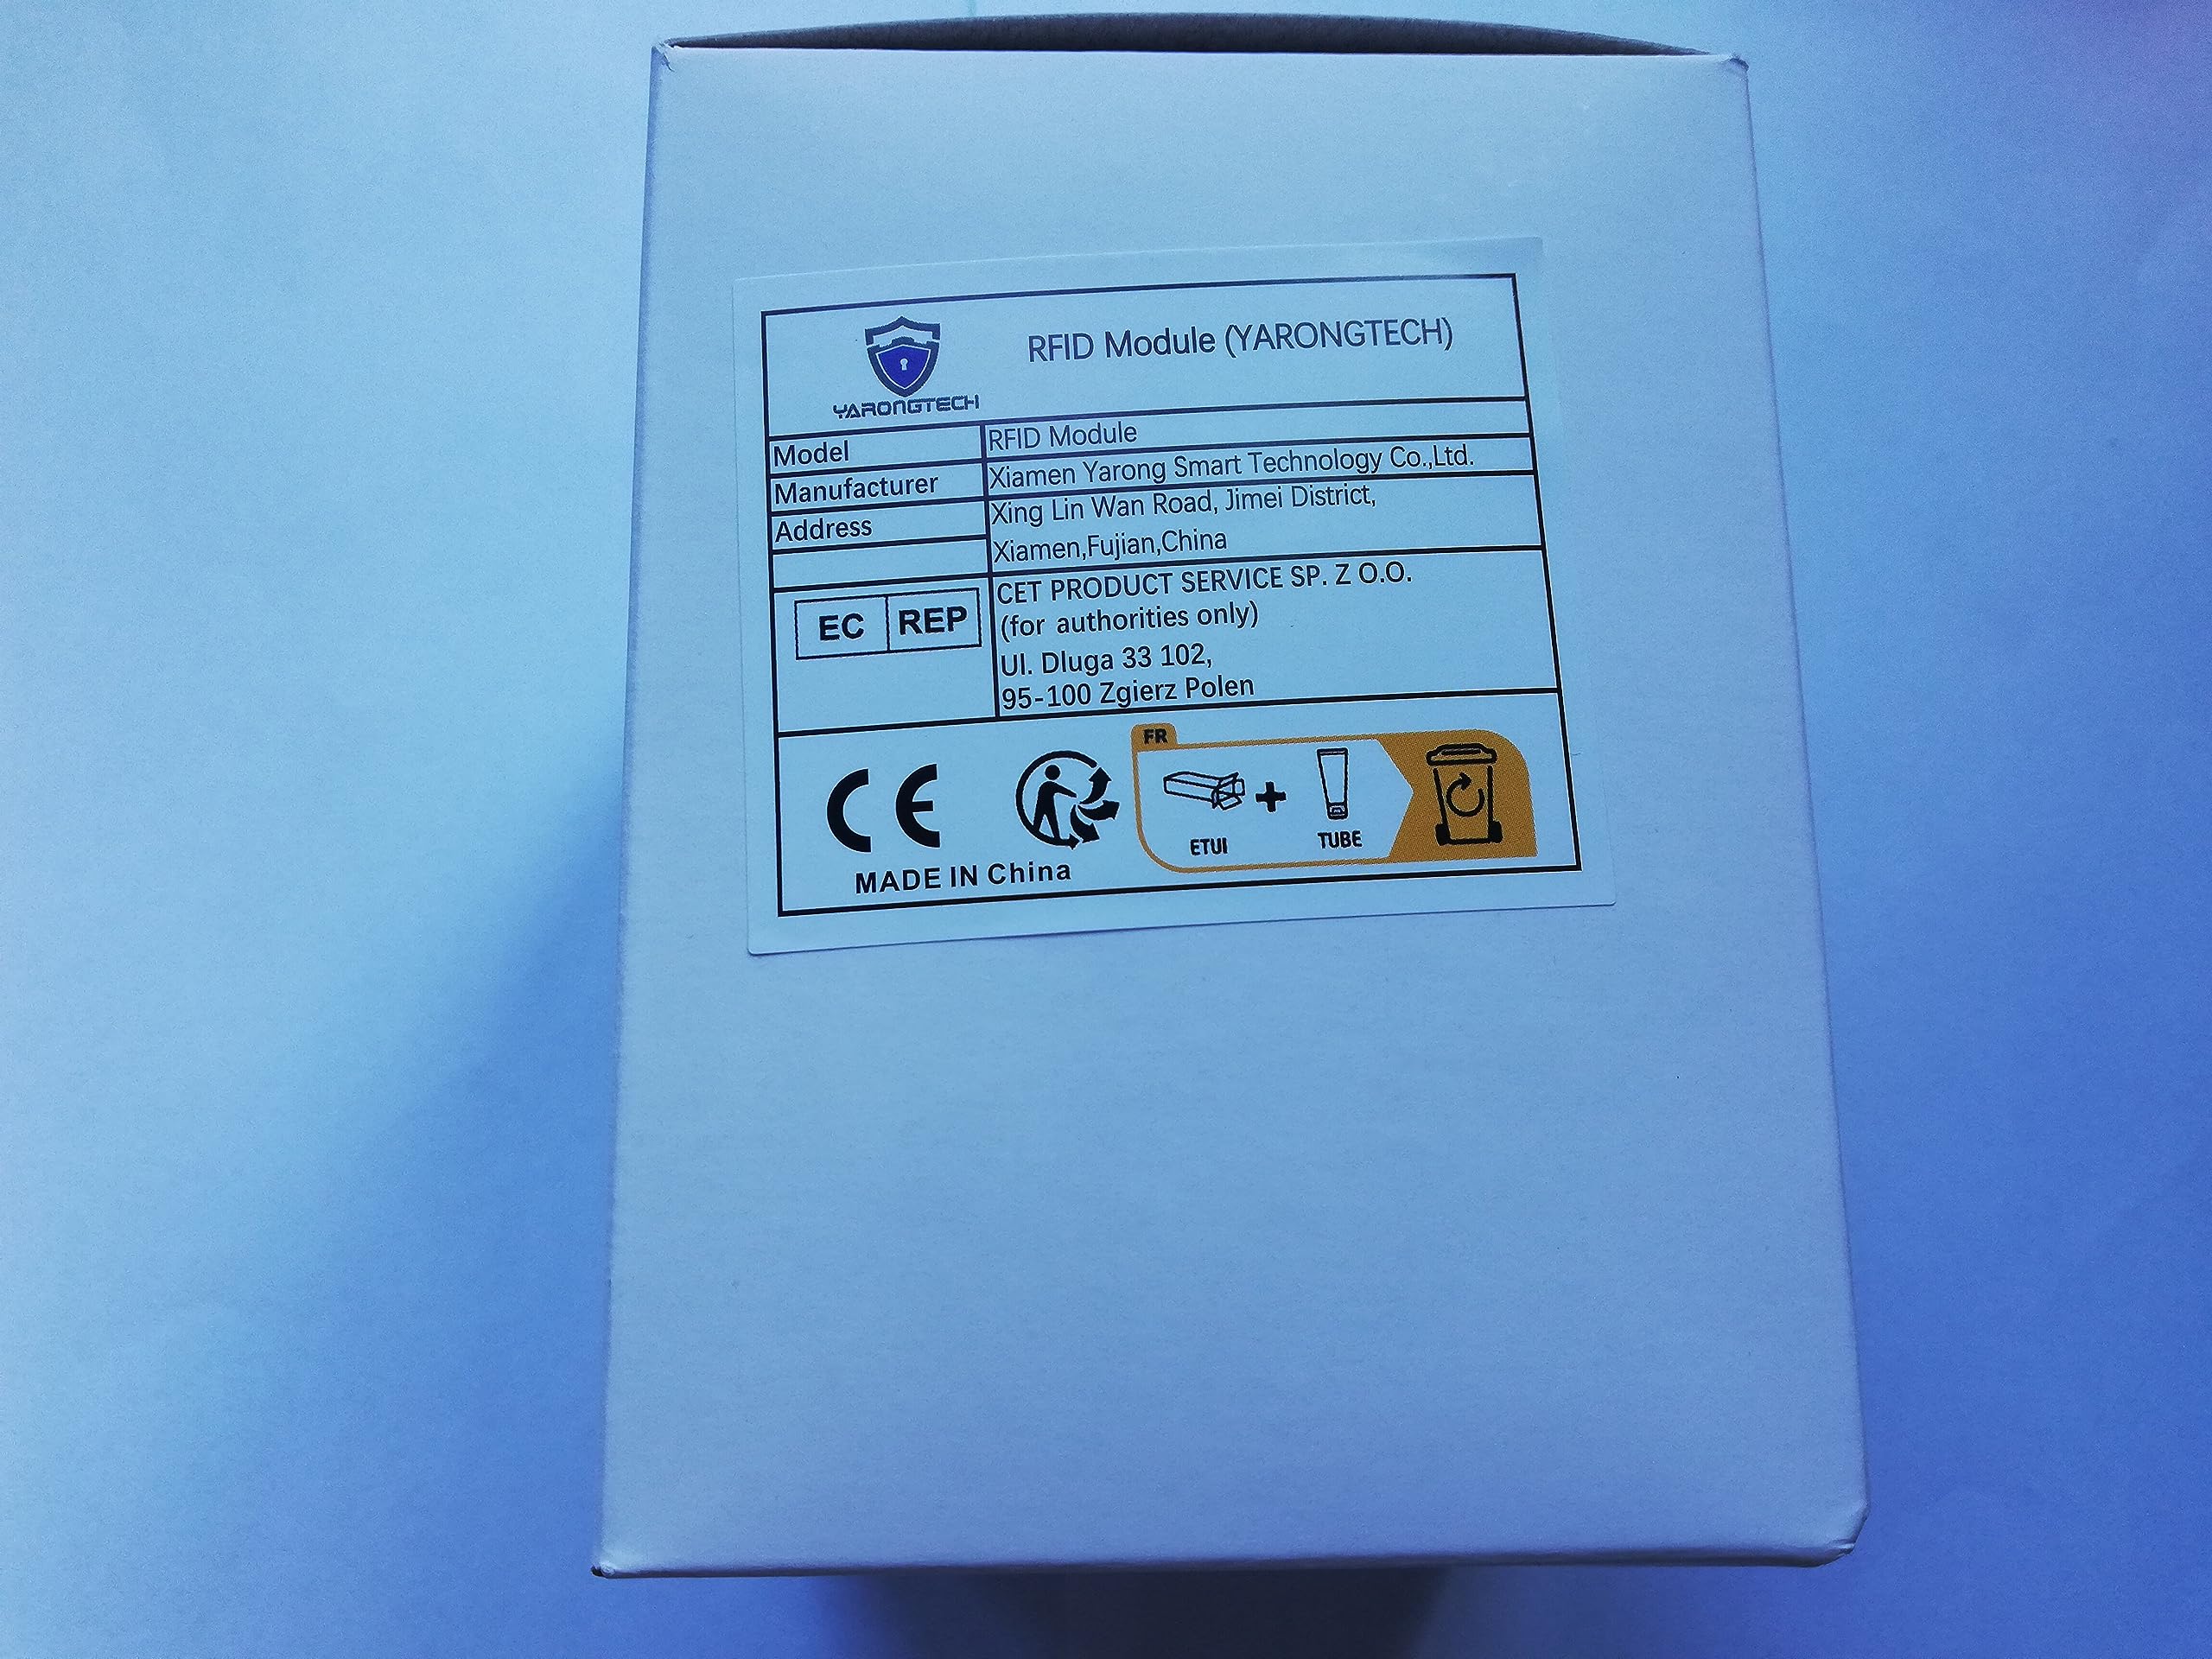 YARONGTECH
RFID Module (YARONGTECH)
Model RFID Module
Manufacturer Xiamen Yarong Smart Technology Co.,Ltd.
Address Xing Lin Wan Road, Jimei District,
Xiamen,Fujian,China
EC REP
CET PRODUCT SERVICE SP. Z O.O.
(for authorities only)
Ul. Dluga 33 102,
95-100 Zgierz Polen
CE
MADE IN China
FR
ETUI + TUBE